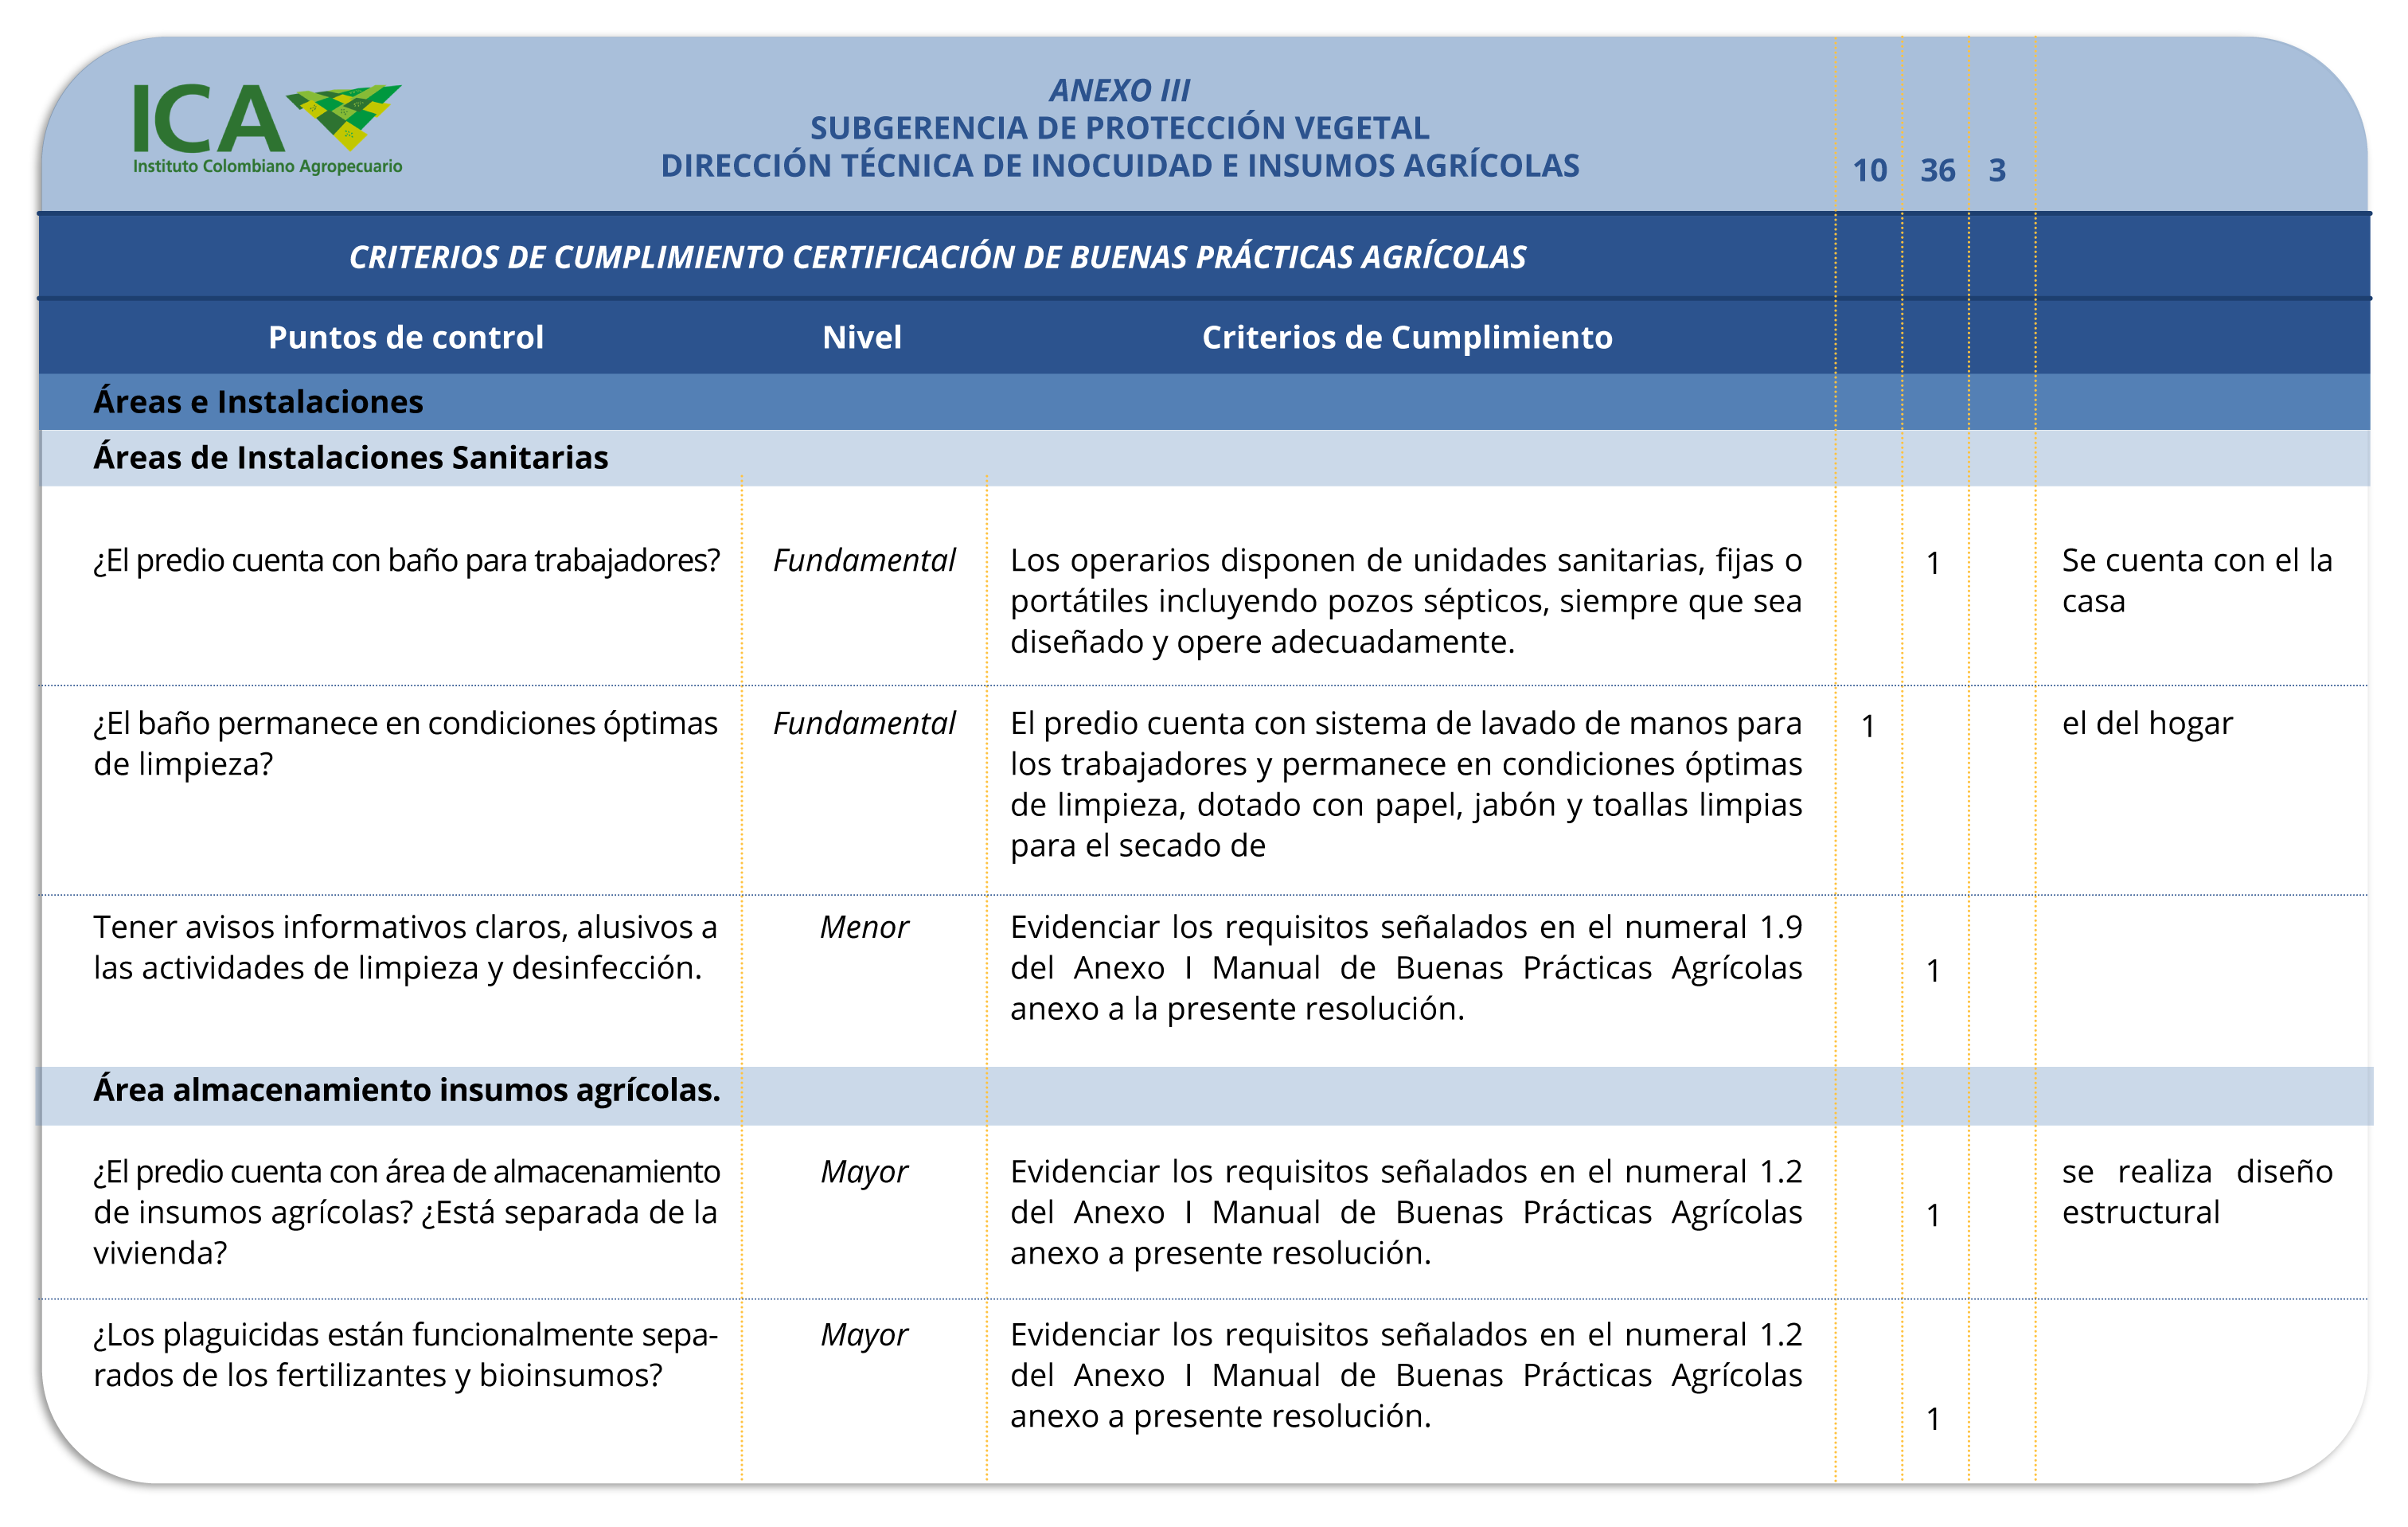 ICA
Instituto Colombiano Agropecuario
ANEXO III
SUBGERENCIA DE PROTECCIÓN VEGETAL
DIRECCIÓN TÉCNICA DE INOCUIDAD E INSUMOS AGRÍCOLAS
10 36 3
CRITERIOS DE CUMPLIMIENTO CERTIFICACIÓN DE BUENAS PRÁCTICAS AGRÍCOLAS
Puntos de control Nivel Criterios de Cumplimiento
Áreas e Instalaciones
Áreas de Instalaciones Sanitarias
¿El predio cuenta con baño para trabajadores?
Fundamental
Los operarios disponen de unidades sanitarias, fijas o
portátiles incluyendo pozos sépticos, siempre que sea
diseñado y opere adecuadamente.
1
Se cuenta con el la
casa
¿El baño permanece en condiciones óptimas
de limpieza?
Fundamental
El predio cuenta con sistema de lavado de manos para
los trabajadores y permanece en condiciones óptimas
de limpieza, dotado con papel, jabón y toallas limpias
para el secado de
1
el del hogar
Tener avisos informativos claros, alusivos a
las actividades de limpieza y desinfección.
Menor
Evidenciar los requisitos señalados en el numeral 1.9
del Anexo I Manual de Buenas Prácticas Agrícolas
anexo a la presente resolución.
1
Área almacenamiento insumos agrícolas.
¿El predio cuenta con área de almacenamiento
de insumos agrícolas? ¿Está separada de la
vivienda?
Mayor
Evidenciar los requisitos señalados en el numeral 1.2
del Anexo I Manual de Buenas Prácticas Agrícolas
anexo a presente resolución.
1
se realiza diseño
estructural
¿Los plaguicidas están funcionalmente sepa-
rados de los fertilizantes y bioinsumos?
Mayor
Evidenciar los requisitos señalados en el numeral 1.2
del Anexo I Manual de Buenas Prácticas Agrícolas
anexo a presente resolución.
1